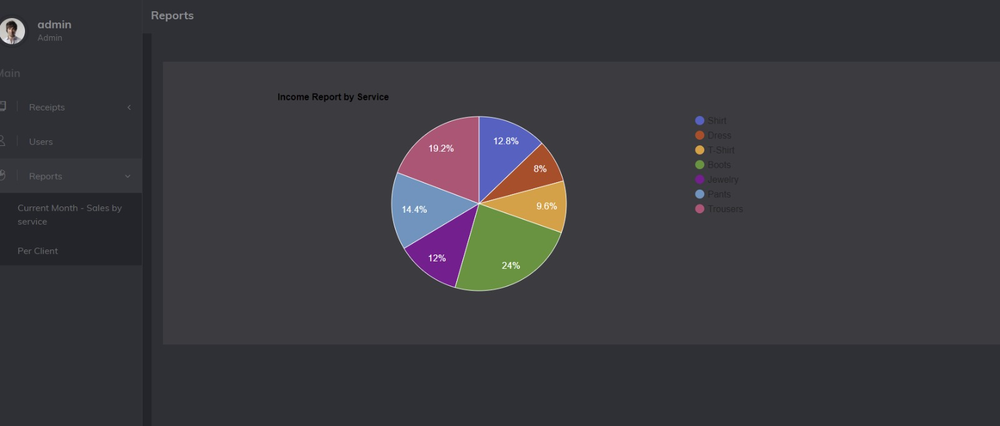 admin
Admin
Main
Receipts
Users
Reports
Current Month - Sales by
service
Per Client
Reports
Income Report by Service
12.8%
8%
9.6%
24%
12%
14.4%
19.2%
Shirt
Dress
T-Shirt
Boots
Jewelry
Pants
Trousers